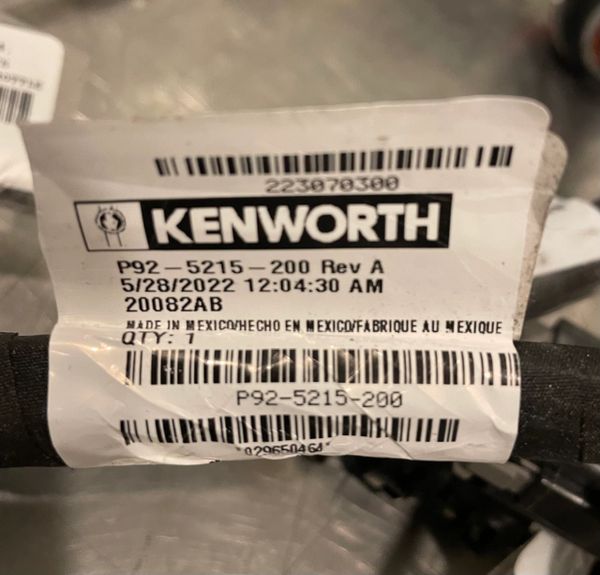 223070300
KENWORTH
P92-5215-200 Rev A
5/28/2022 12:04:30 AM
20082AB
MADE IN MEXICO/HECHO EN MEXICO/FABRIQUE AU MEXIQUE
QTY: 1
P92-5215-200
*029650464*